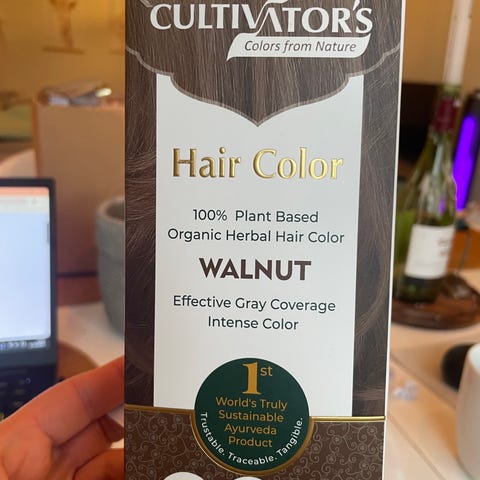 CULTIVATOR'S
Colors from Nature
Hair Color
100% Plant Based
Organic Herbal Hair Color
WALNUT
Effective Gray Coverage
Intense Color
1st
World's Truly
Sustainable
Ayurveda
Product
Trustable. Traceable. Tangible.